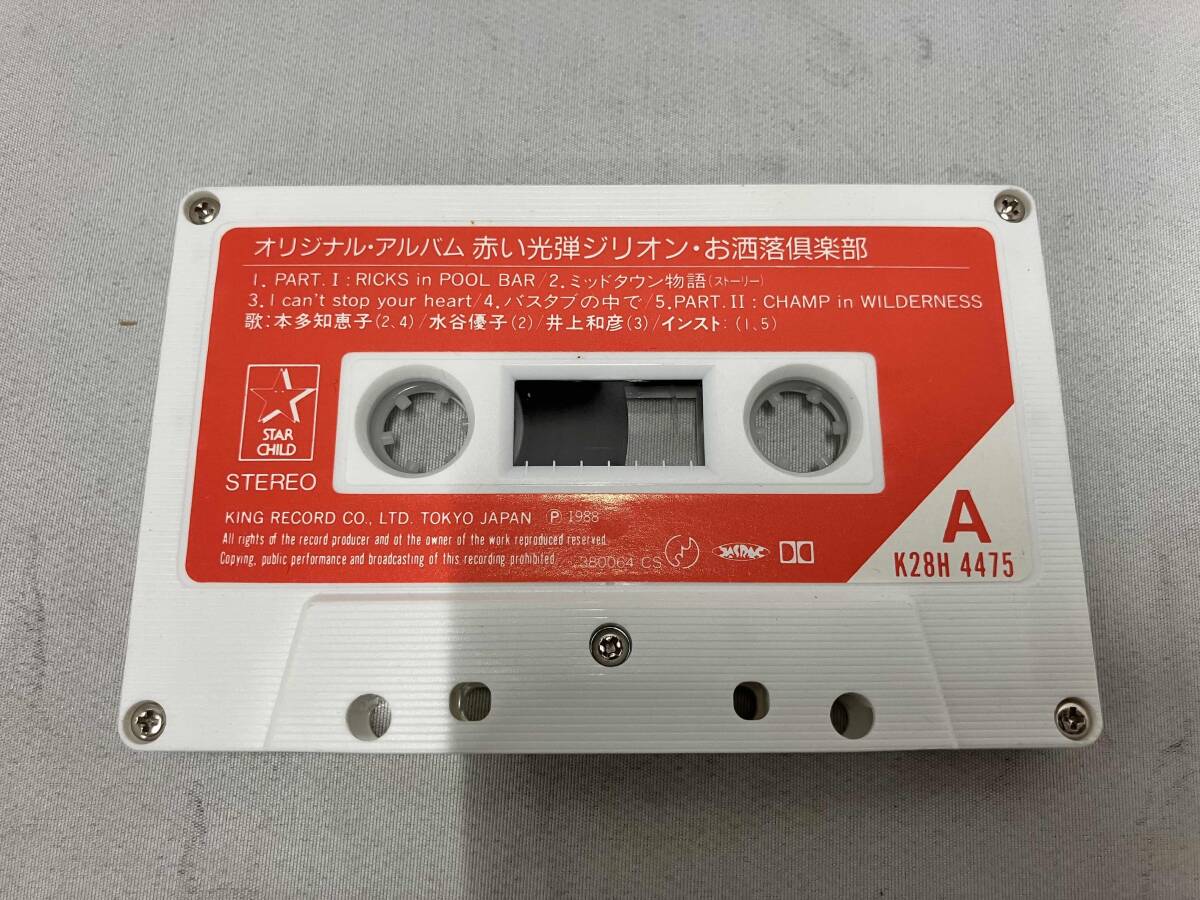 オリジナル・アルバム 赤い光弾ジリオン・お洒落倶楽部
1. PART. I : RICKS in POOL BAR/2. ミッドタウン物語(ストーリー)
3. I can't stop your heart/4. バスタブの中で/5. PART. II : CHAMP in WILDERNESS
歌:本多知恵子(2、4)/水谷優子(2)/井上和彦(3)/インスト:(1、5)
STAR
CHILD
STEREO
KING RECORD CO., LTD. TOKYO JAPAN Ⓟ 1988
All rights of the record producer and ot the owner of the work reproduced reserved.
Copying, public performance and broadcasting of this recording prohibited. 380064 CS
JASRAC
A
K28H 4475